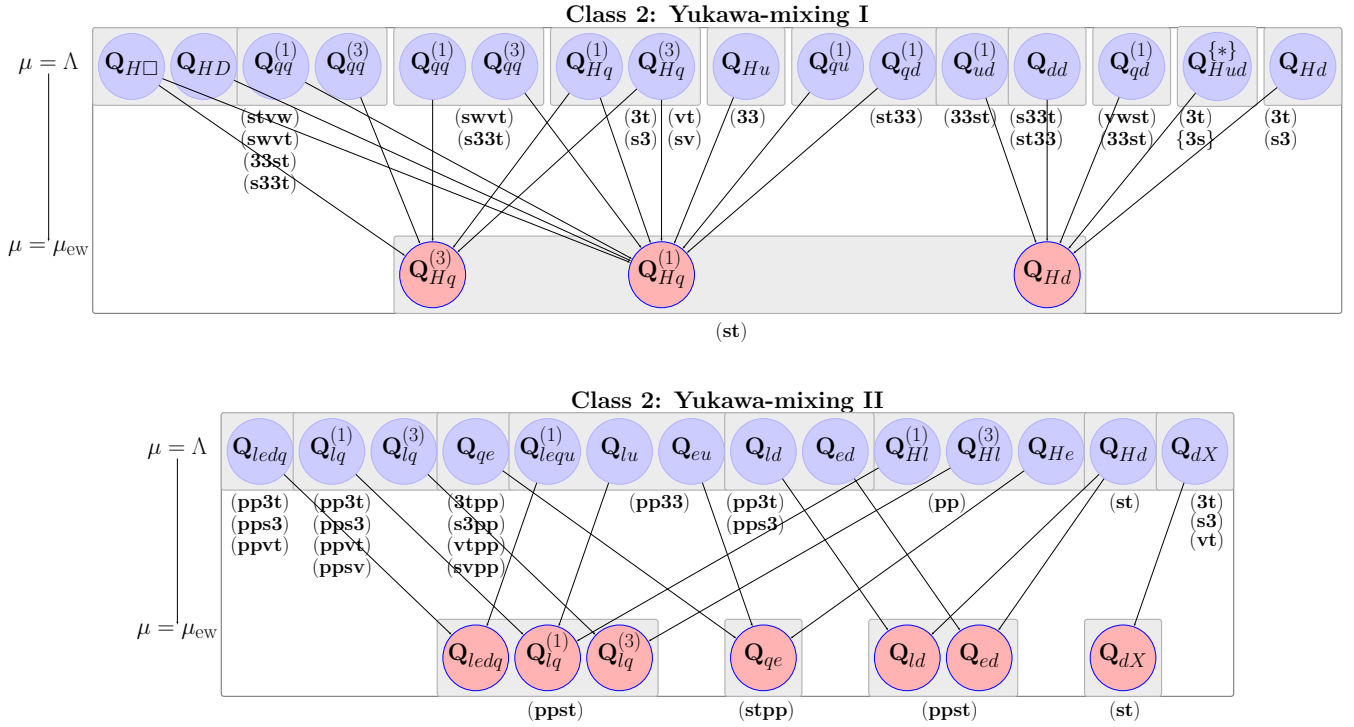 Class 2: Yukawa-mixing I
μ = Λ
Q_{H□} Q_{HD} Q_{qq}^{(1)} Q_{qq}^{(3)} Q_{qq}^{(1)} Q_{qq}^{(3)} Q_{Hq}^{(1)} Q_{Hq}^{(3)} Q_{Hu} Q_{qu}^{(1)} Q_{qd}^{(1)} Q_{ud}^{(1)} Q_{dd} Q_{qd}^{(1)} Q_{Hud}^{{*}} Q_{Hd}
(stvw) (swvt) (3t) (vt) (33) (st33) (33st) (s33t) (vwst) (3t) (3t)
(swvt) (s33t) (s3) (sv) (st33) (33st) {3s} (s3)
(33st)
(s33t)
μ = μ_{ew}
Q_{Hq}^{(3)} Q_{Hq}^{(1)} Q_{Hd}
(st)
Class 2: Yukawa-mixing II
μ = Λ
Q_{ledq} Q_{lq}^{(1)} Q_{lq}^{(3)} Q_{qe} Q_{lequ}^{(1)} Q_{lu} Q_{eu} Q_{ld} Q_{ed} Q_{Hl}^{(1)} Q_{Hl}^{(3)} Q_{He} Q_{Hd} Q_{dX}
(pp3t) (pp3t) (3tpp) (pp33) (pp3t) (pp) (st) (3t)
(pps3) (pps3) (s3pp) (pps3) (s3)
(ppvt) (ppvt) (vtpp) (vt)
(ppsv) (svpp)
μ = μ_{ew}
Q_{ledq} Q_{lq}^{(1)} Q_{lq}^{(3)} Q_{qe} Q_{ld} Q_{ed} Q_{dX}
(ppst) (stpp) (ppst) (st)